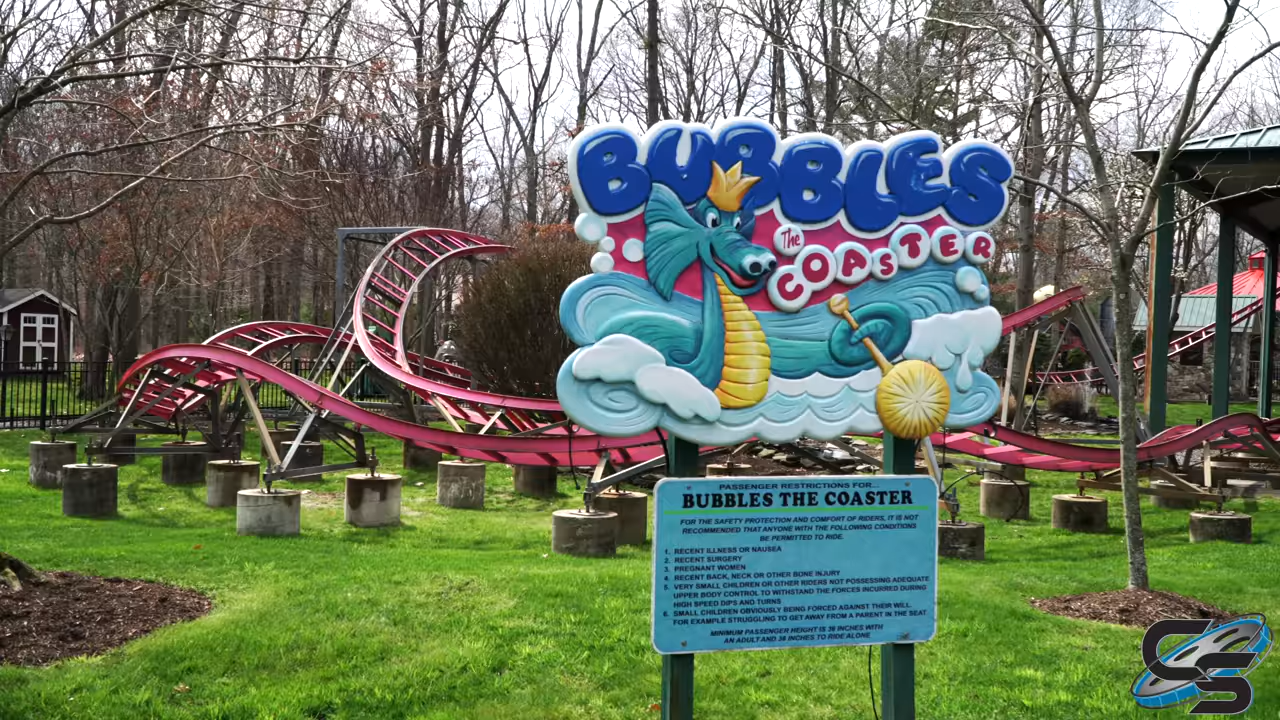 BUBBLES
The
COASTER
PASSENGER RESTRICTIONS FOR...
BUBBLES THE COASTER
FOR THE SAFETY PROTECTION AND COMFORT OF RIDERS, IT IS NOT
RECOMMENDED THAT ANYONE WITH THE FOLLOWING CONDITIONS
BE PERMITTED TO RIDE.
1. RECENT ILLNESS OR NAUSEA
2. RECENT SURGERY
3. PREGNANT WOMEN
4. RECENT BACK, NECK OR OTHER BONE INJURY
5. VERY SMALL CHILDREN OR OTHER RIDERS NOT POSSESSING ADEQUATE
UPPER BODY CONTROL TO WITHSTAND THE FORCES INCURRED DURING
HIGH SPEED DIPS AND TURNS
6. SMALL CHILDREN OBVIOUSLY BEING FORCED AGAINST THEIR WILL
FOR EXAMPLE STRUGGLING TO GET AWAY FROM A PARENT IN THE SEAT
MINIMUM PASSENGER HEIGHT IS 36 INCHES WITH
AN ADULT AND 38 INCHES TO RIDE ALONE
CFS